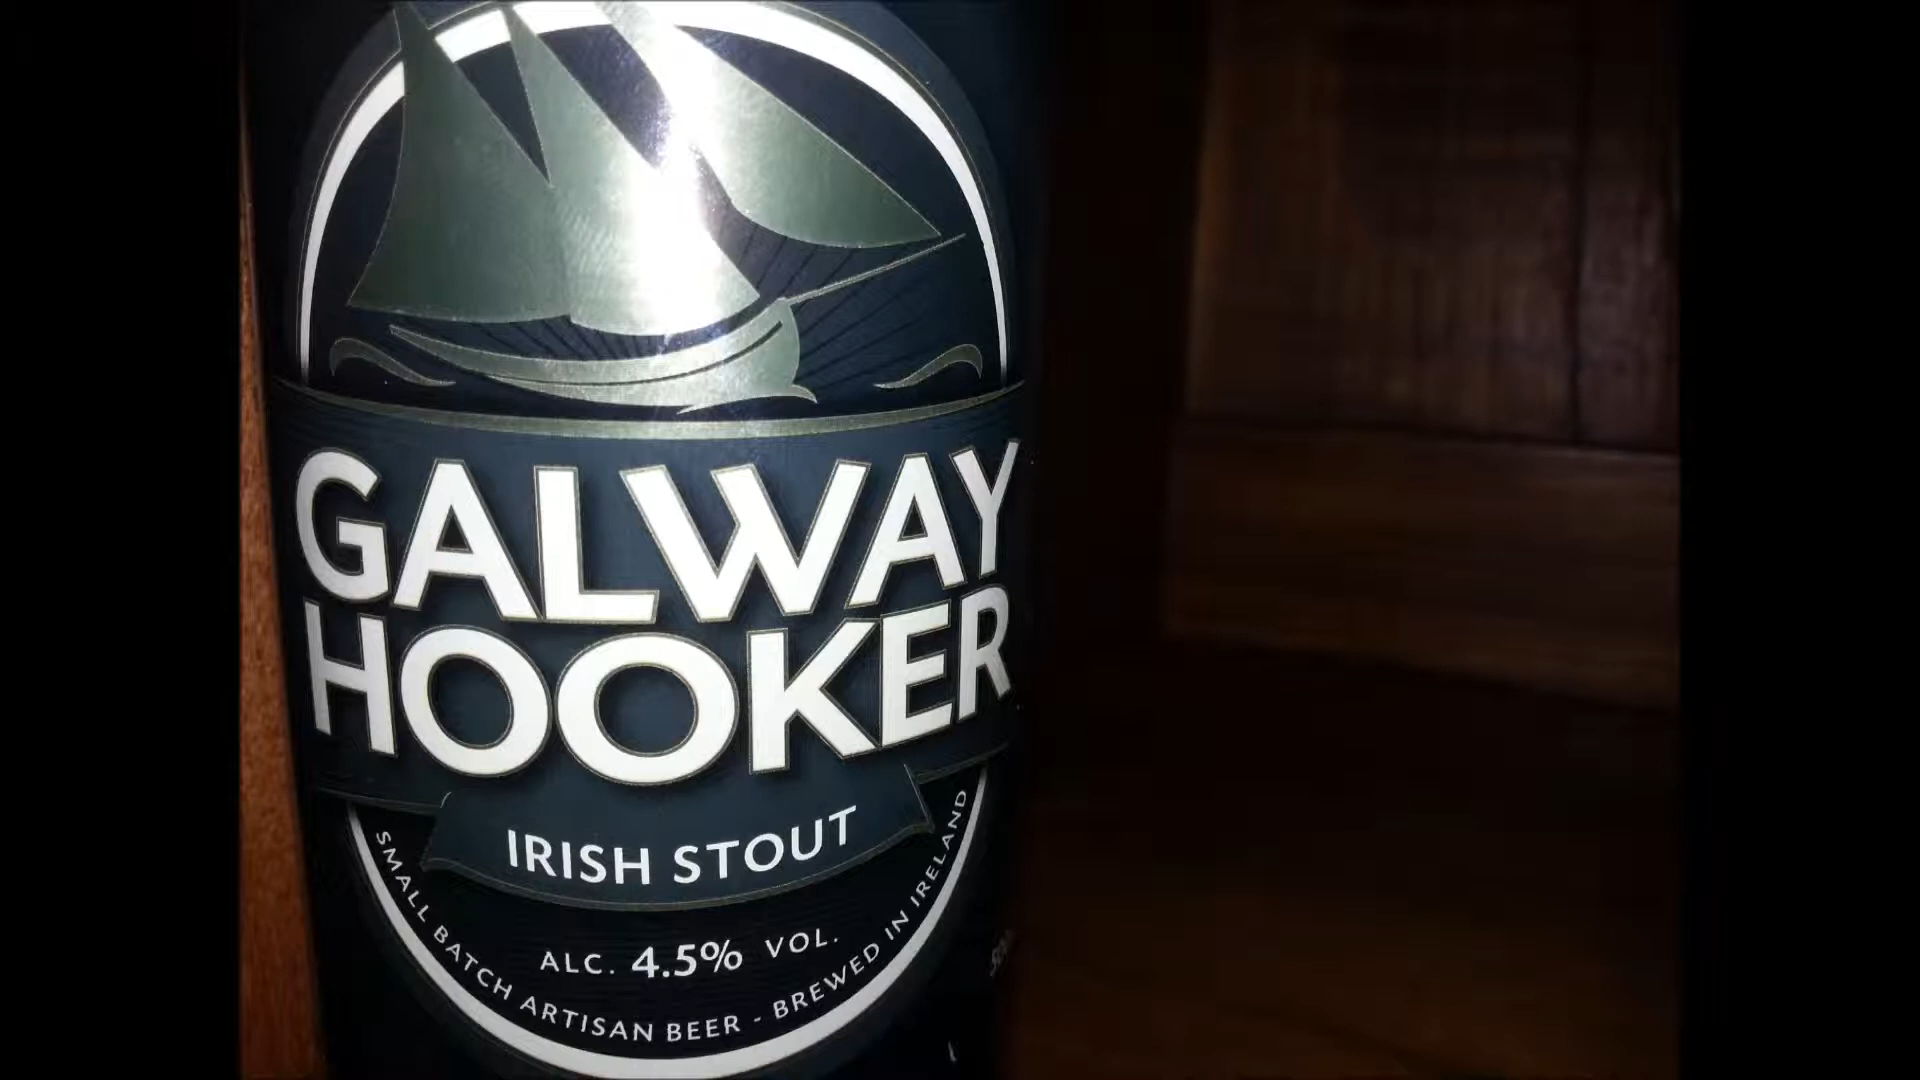 GALWAY
HOOKER
IRISH STOUT
ALC. 4.5% VOL.
SMALL BATCH ARTISAN BEER - BREWED IN IRELAND